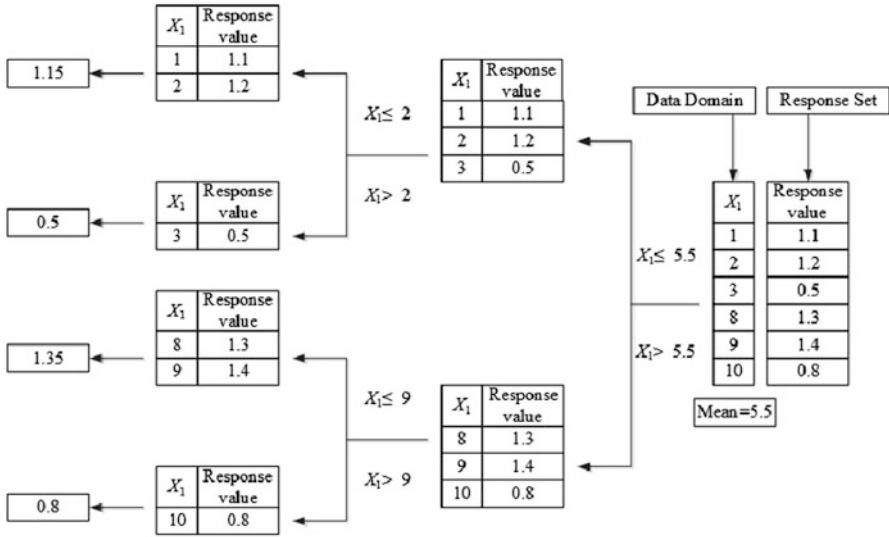 X₁ Response value
1 1.1
2 1.2
1.15
X₁ ≤ 2
X₁ Response value
1 1.1
2 1.2
3 0.5
Data Domain
Response Set
X₁ > 2
X₁ Response value
3 0.5
0.5
X₁ Response value
1 1.1
2 1.2
3 0.5
8 1.3
9 1.4
10 0.8
Mean=5.5
X₁ ≤ 5.5
X₁ > 5.5
X₁ Response value
8 1.3
9 1.4
1.35
X₁ ≤ 9
X₁ Response value
8 1.3
9 1.4
10 0.8
X₁ > 9
X₁ Response value
10 0.8
0.8